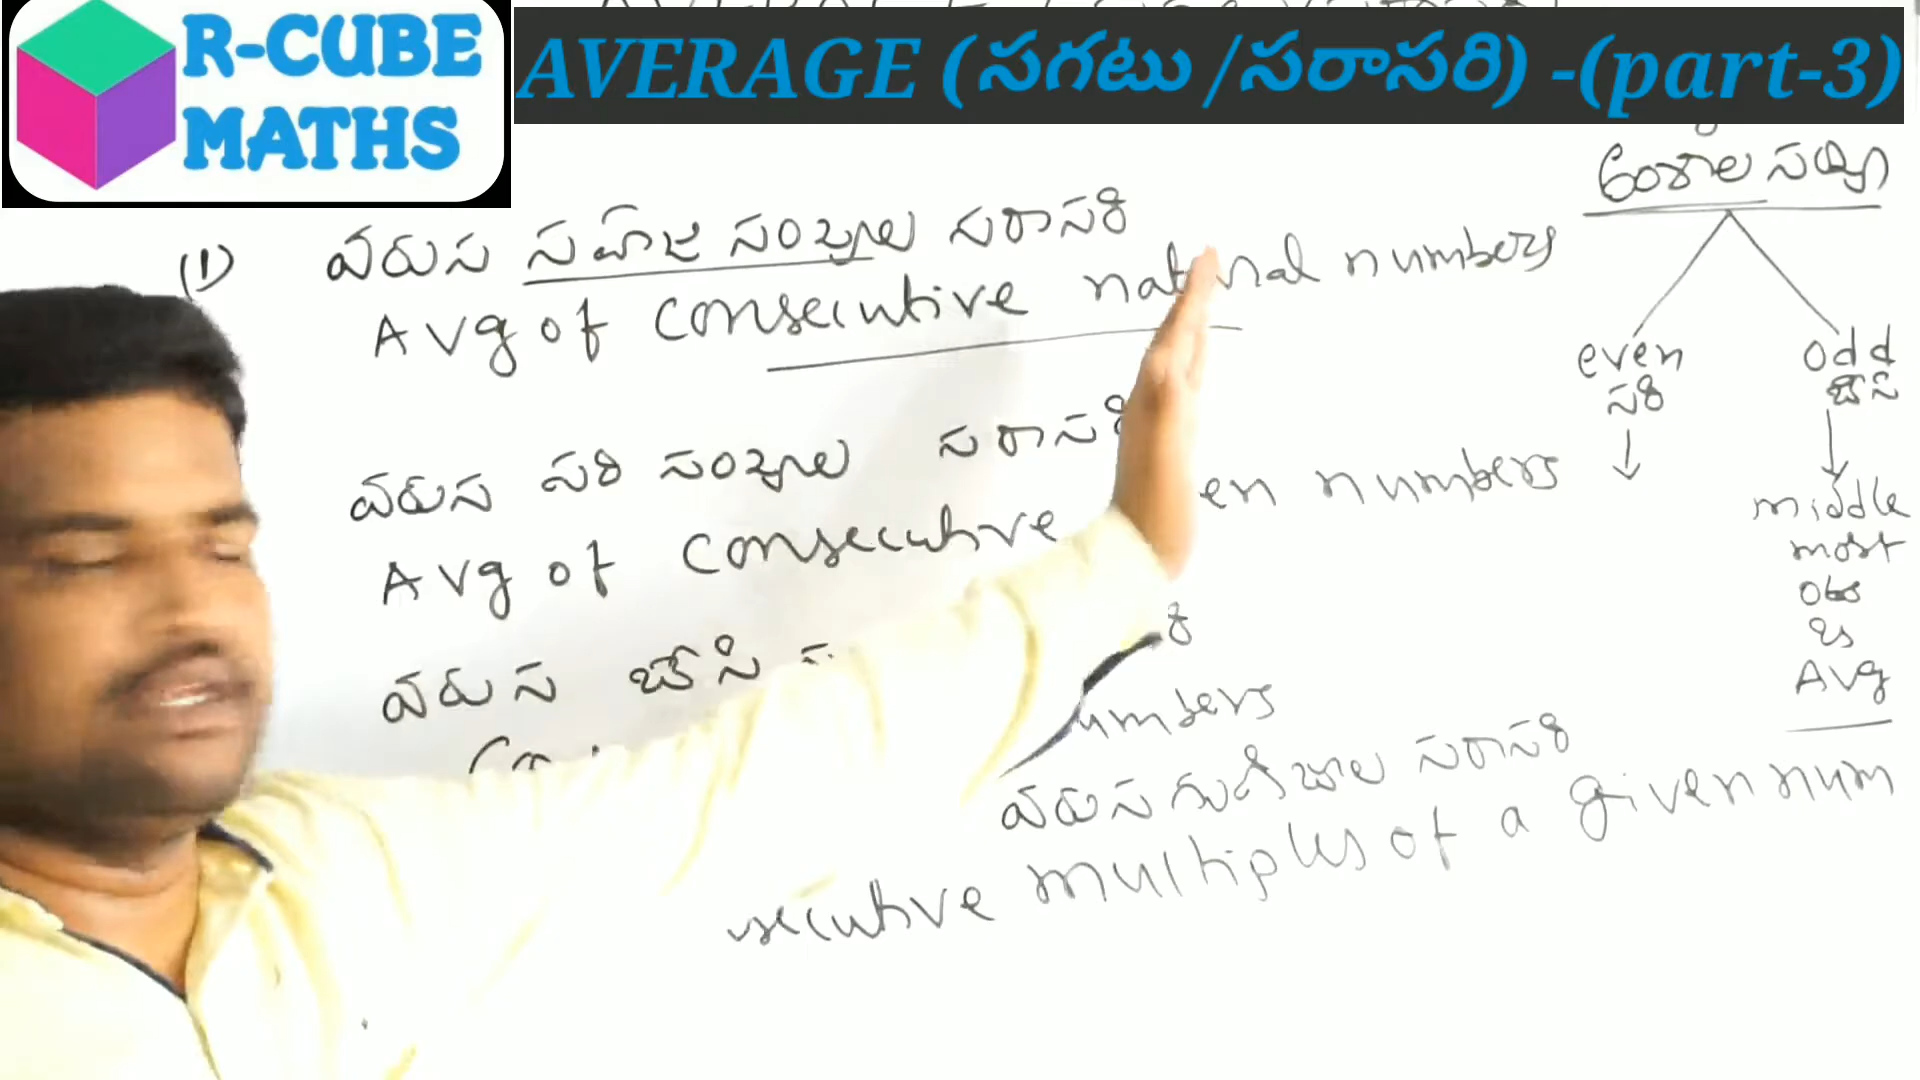 R-CUBE
MATHS
AVERAGE (సగటు /సరాసరి) -(part-3)
అంశాల సంఖ్య
even
సరి
odd
బేసి
middle
most
obs
is
Avg
(1) వరుస సహజ సంఖ్యల సరాసరి
Avg of consecutive natural numbers
వరుస సరి సంఖ్యల సరాసరి
Avg of consecutive en numbers
వరుస బేసి
umbers
వరుస గుణిజాల సరాసరి
secutive multiples of a given num